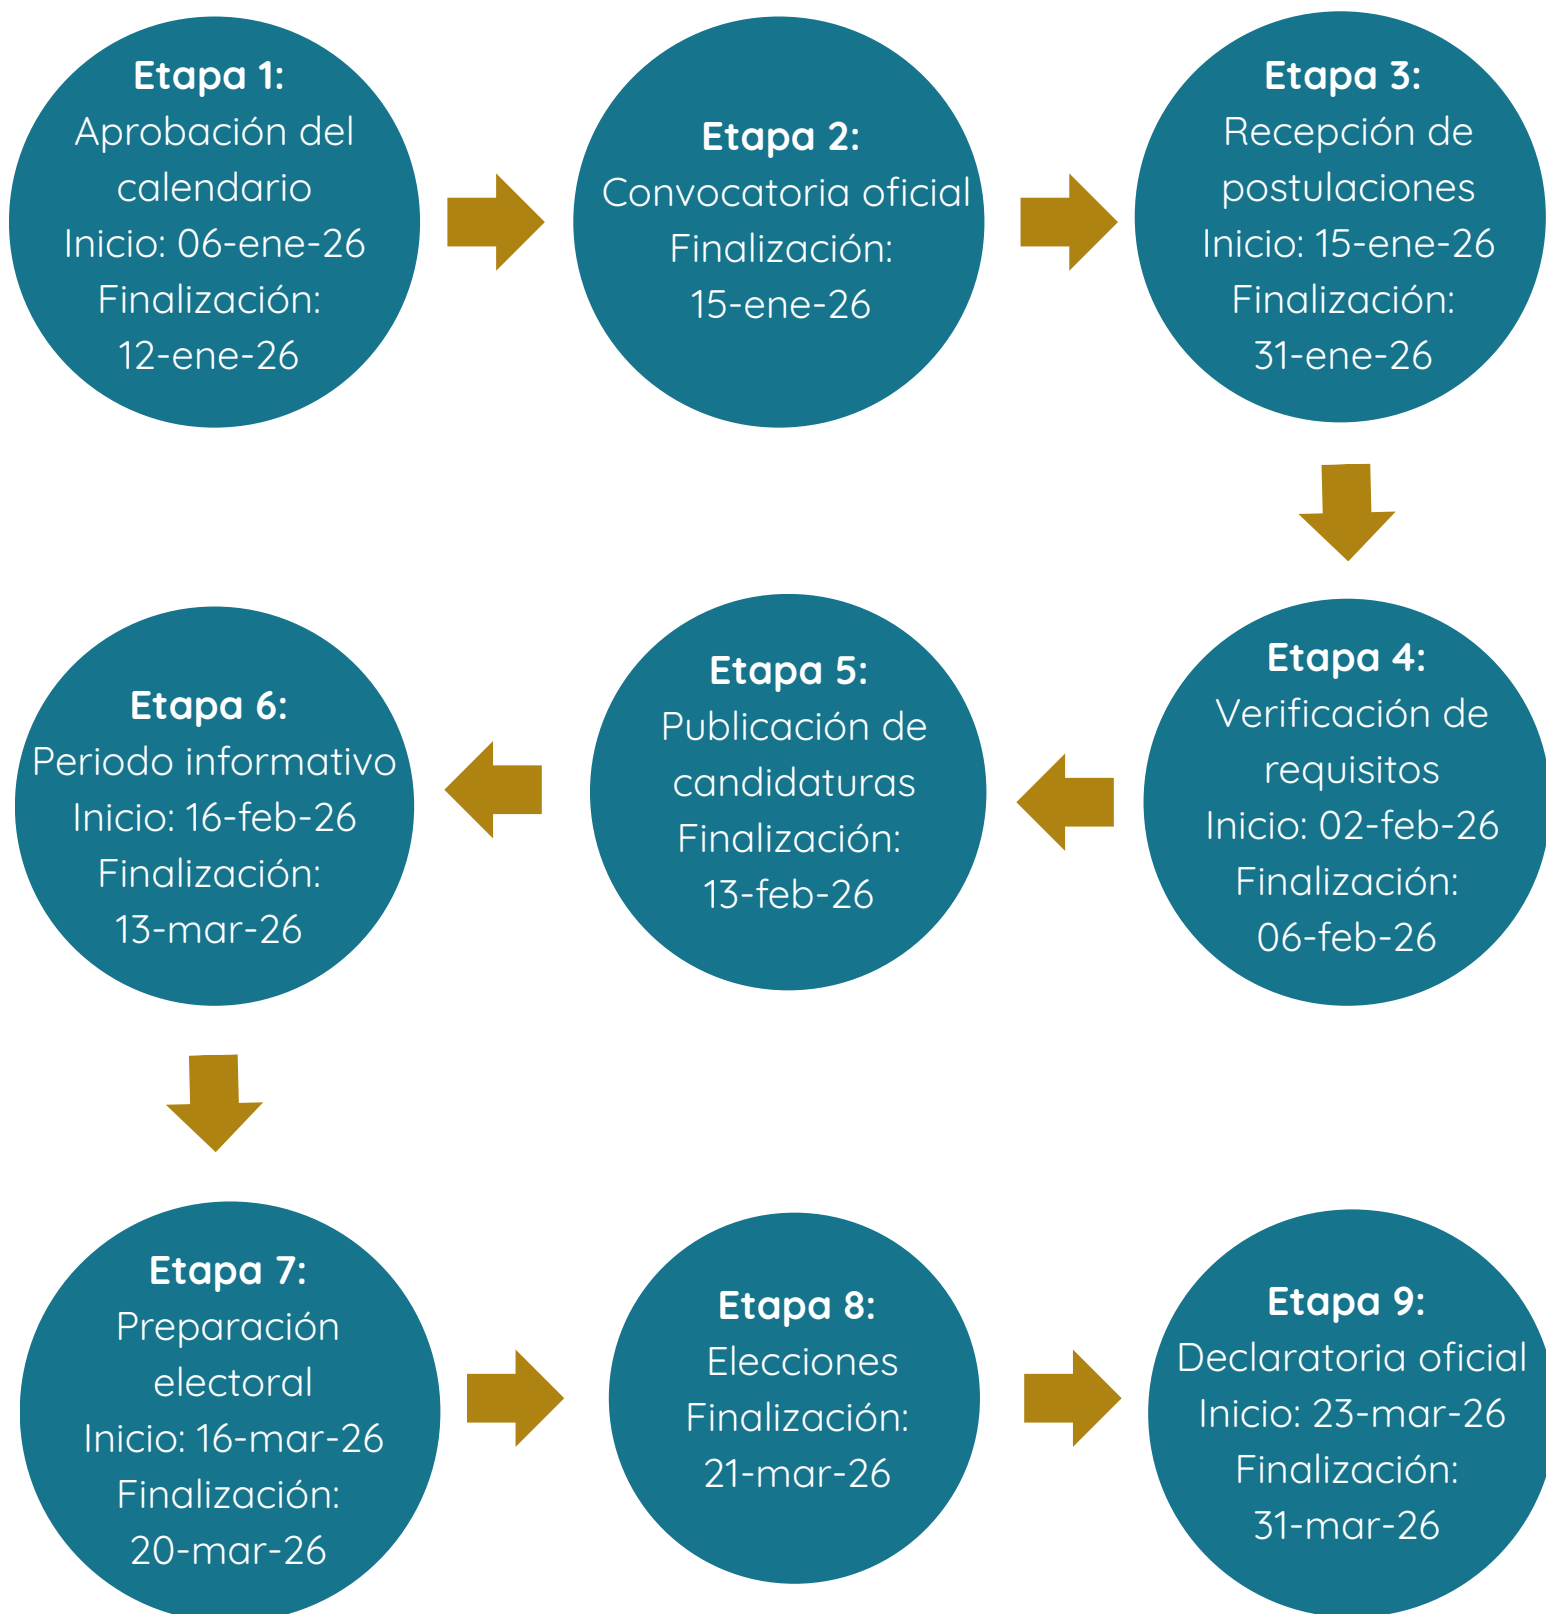 Etapa 1:
Aprobación del
calendario
Inicio: 06-ene-26
Finalización:
12-ene-26
Etapa 2:
Convocatoria oficial
Finalización:
15-ene-26
Etapa 3:
Recepción de
postulaciones
Inicio: 15-ene-26
Finalización:
31-ene-26
Etapa 4:
Verificación de
requisitos
Inicio: 02-feb-26
Finalización:
06-feb-26
Etapa 5:
Publicación de
candidaturas
Finalización:
13-feb-26
Etapa 6:
Periodo informativo
Inicio: 16-feb-26
Finalización:
13-mar-26
Etapa 7:
Preparación
electoral
Inicio: 16-mar-26
Finalización:
20-mar-26
Etapa 8:
Elecciones
Finalización:
21-mar-26
Etapa 9:
Declaratoria oficial
Inicio: 23-mar-26
Finalización:
31-mar-26